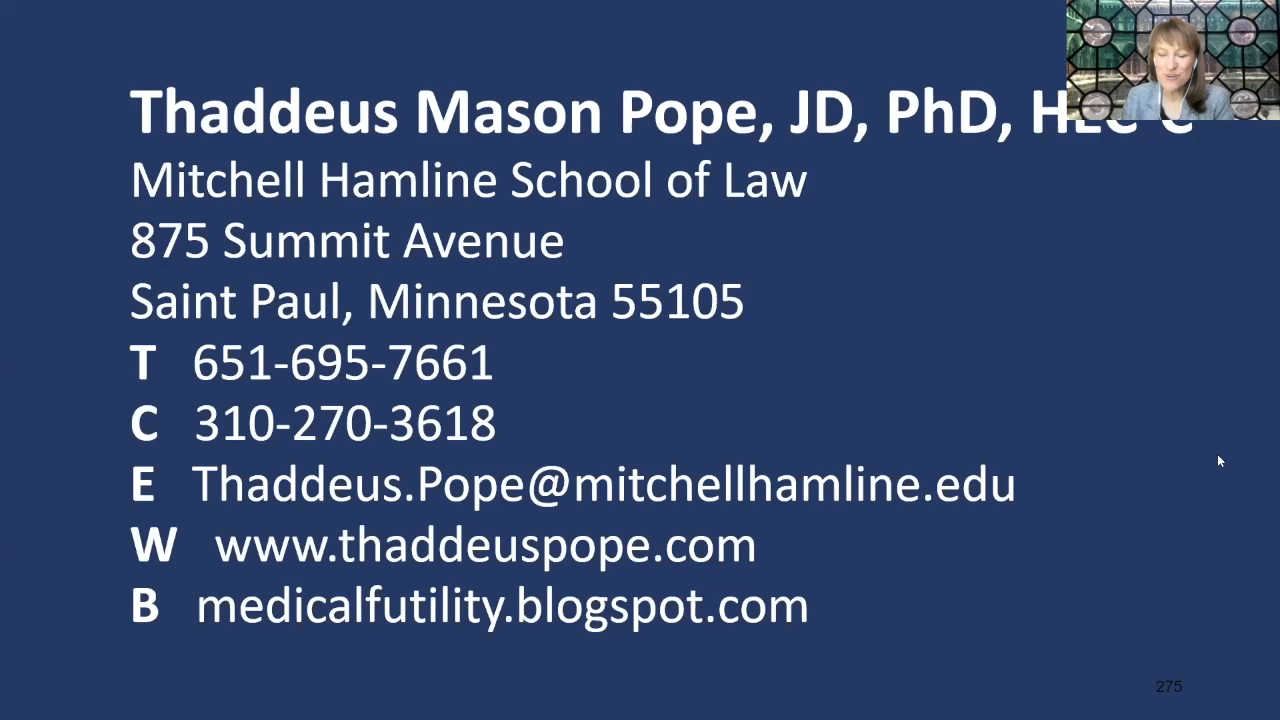 Thaddeus Mason Pope, JD, PhD,
Mitchell Hamline School of Law
875 Summit Avenue
Saint Paul, Minnesota 55105
T 651-695-7661
C 310-270-3618
E Thaddeus.Pope@mitchellhamline.edu
W www.thaddeuspope.com
B medicalfutility.blogspot.com
275